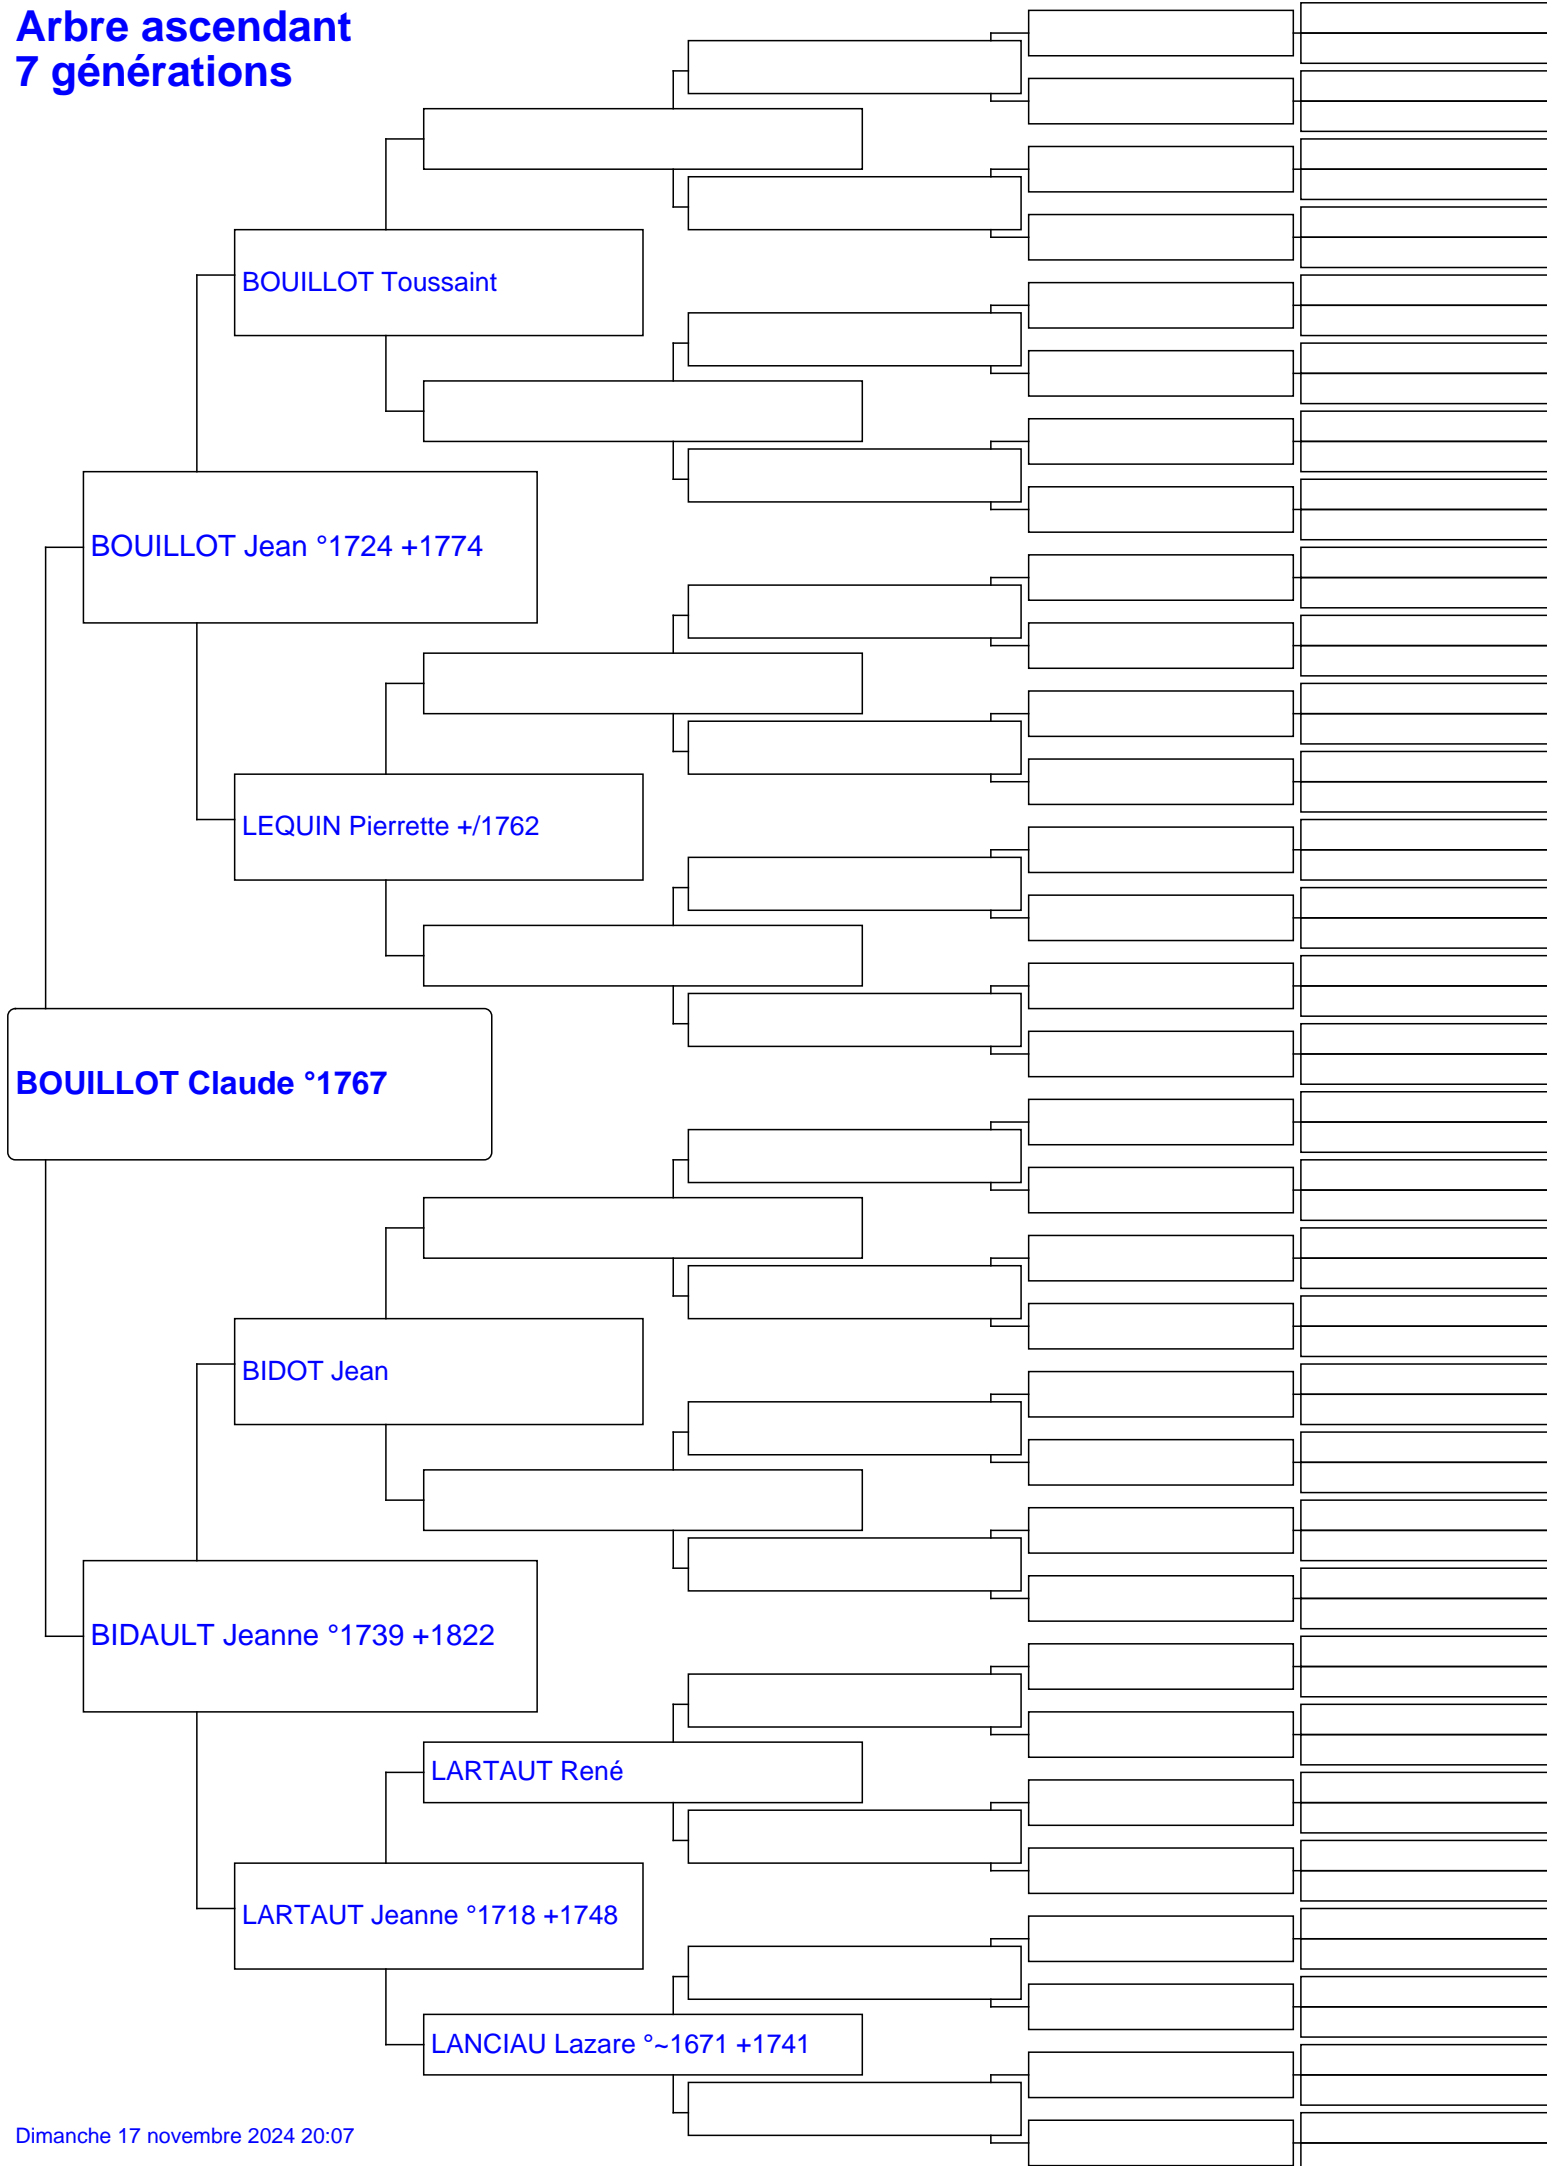 Arbre ascendant
7 générations
BOUILLOT Toussaint
BOUILLOT Jean °1724 +1774
LEQUIN Pierrette +/1762
BOUILLOT Claude °1767
BIDOT Jean
BIDAULT Jeanne °1739 +1822
LARTAUT René
LARTAUT Jeanne °1718 +1748
LANCIAU Lazare °~1671 +1741
Dimanche 17 novembre 2024 20:07